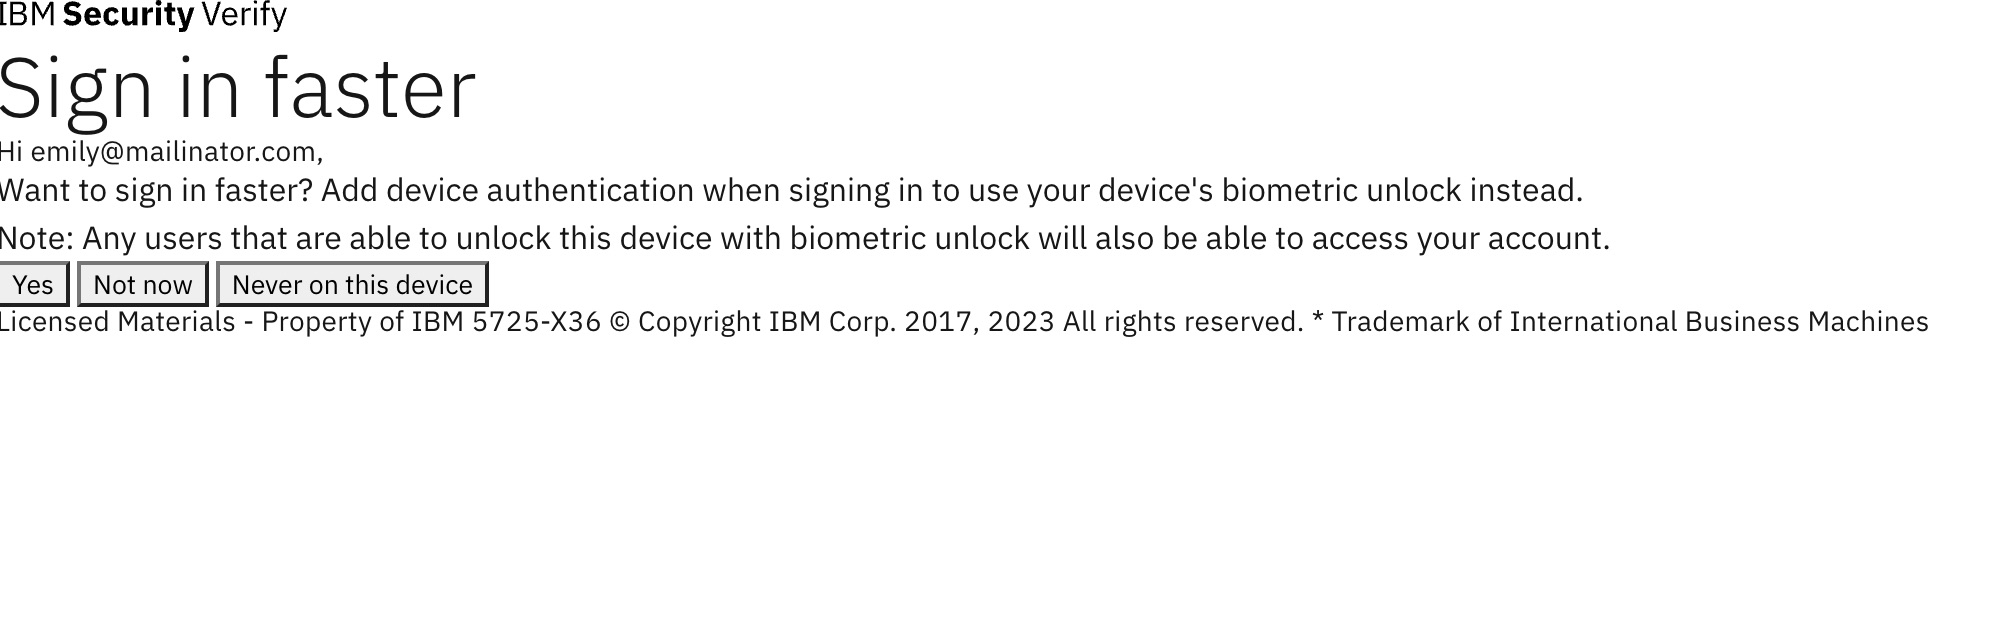 IBM Security Verify
Sign in faster
Hi emily@mailinator.com,
Want to sign in faster? Add device authentication when signing in to use your device's biometric unlock instead.
Note: Any users that are able to unlock this device with biometric unlock will also be able to access your account.
Yes Not now Never on this device
Licensed Materials - Property of IBM 5725-X36 © Copyright IBM Corp. 2017, 2023 All rights reserved. * Trademark of International Business Machines